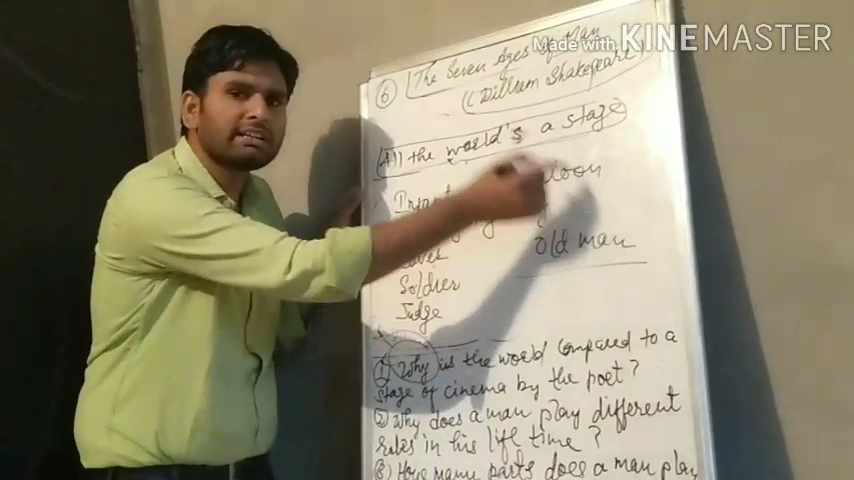 Made with KINEMASTER
⑥ The Seven Ages of Man
(William Shakespeare
All the world's a stage
Infant
Lover
Soldier
Judge
old man
① Why is the world Compared to a
stage of cinema by the poet?
② Why does a man play different
roles in his life time?
③ How many parts does a man play